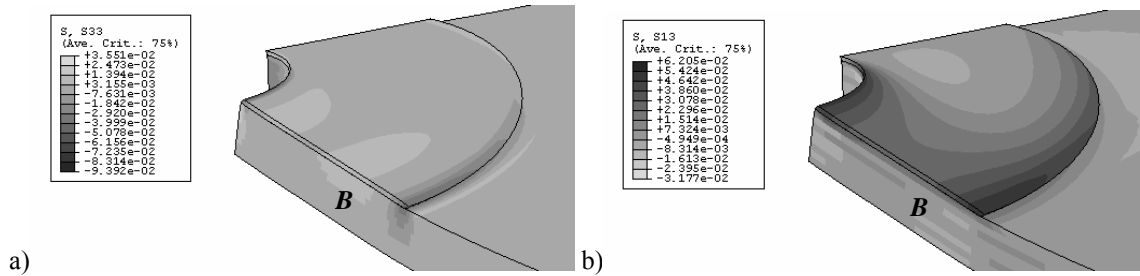 S, S33
(Ave. Crit.: 75%)
+3.551e-02
+2.473e-02
+1.394e-02
+3.155e-03
-7.631e-03
-1.842e-02
-2.920e-02
-3.999e-02
-5.078e-02
-6.156e-02
-7.235e-02
-8.314e-02
-9.392e-02
B
a)
S, S13
(Ave. Crit.: 75%)
+6.205e-02
+5.424e-02
+4.642e-02
+3.860e-02
+3.078e-02
+2.296e-02
+1.514e-02
+7.324e-03
-4.949e-04
-8.314e-03
-1.613e-02
-2.395e-02
-3.177e-02
B
b)